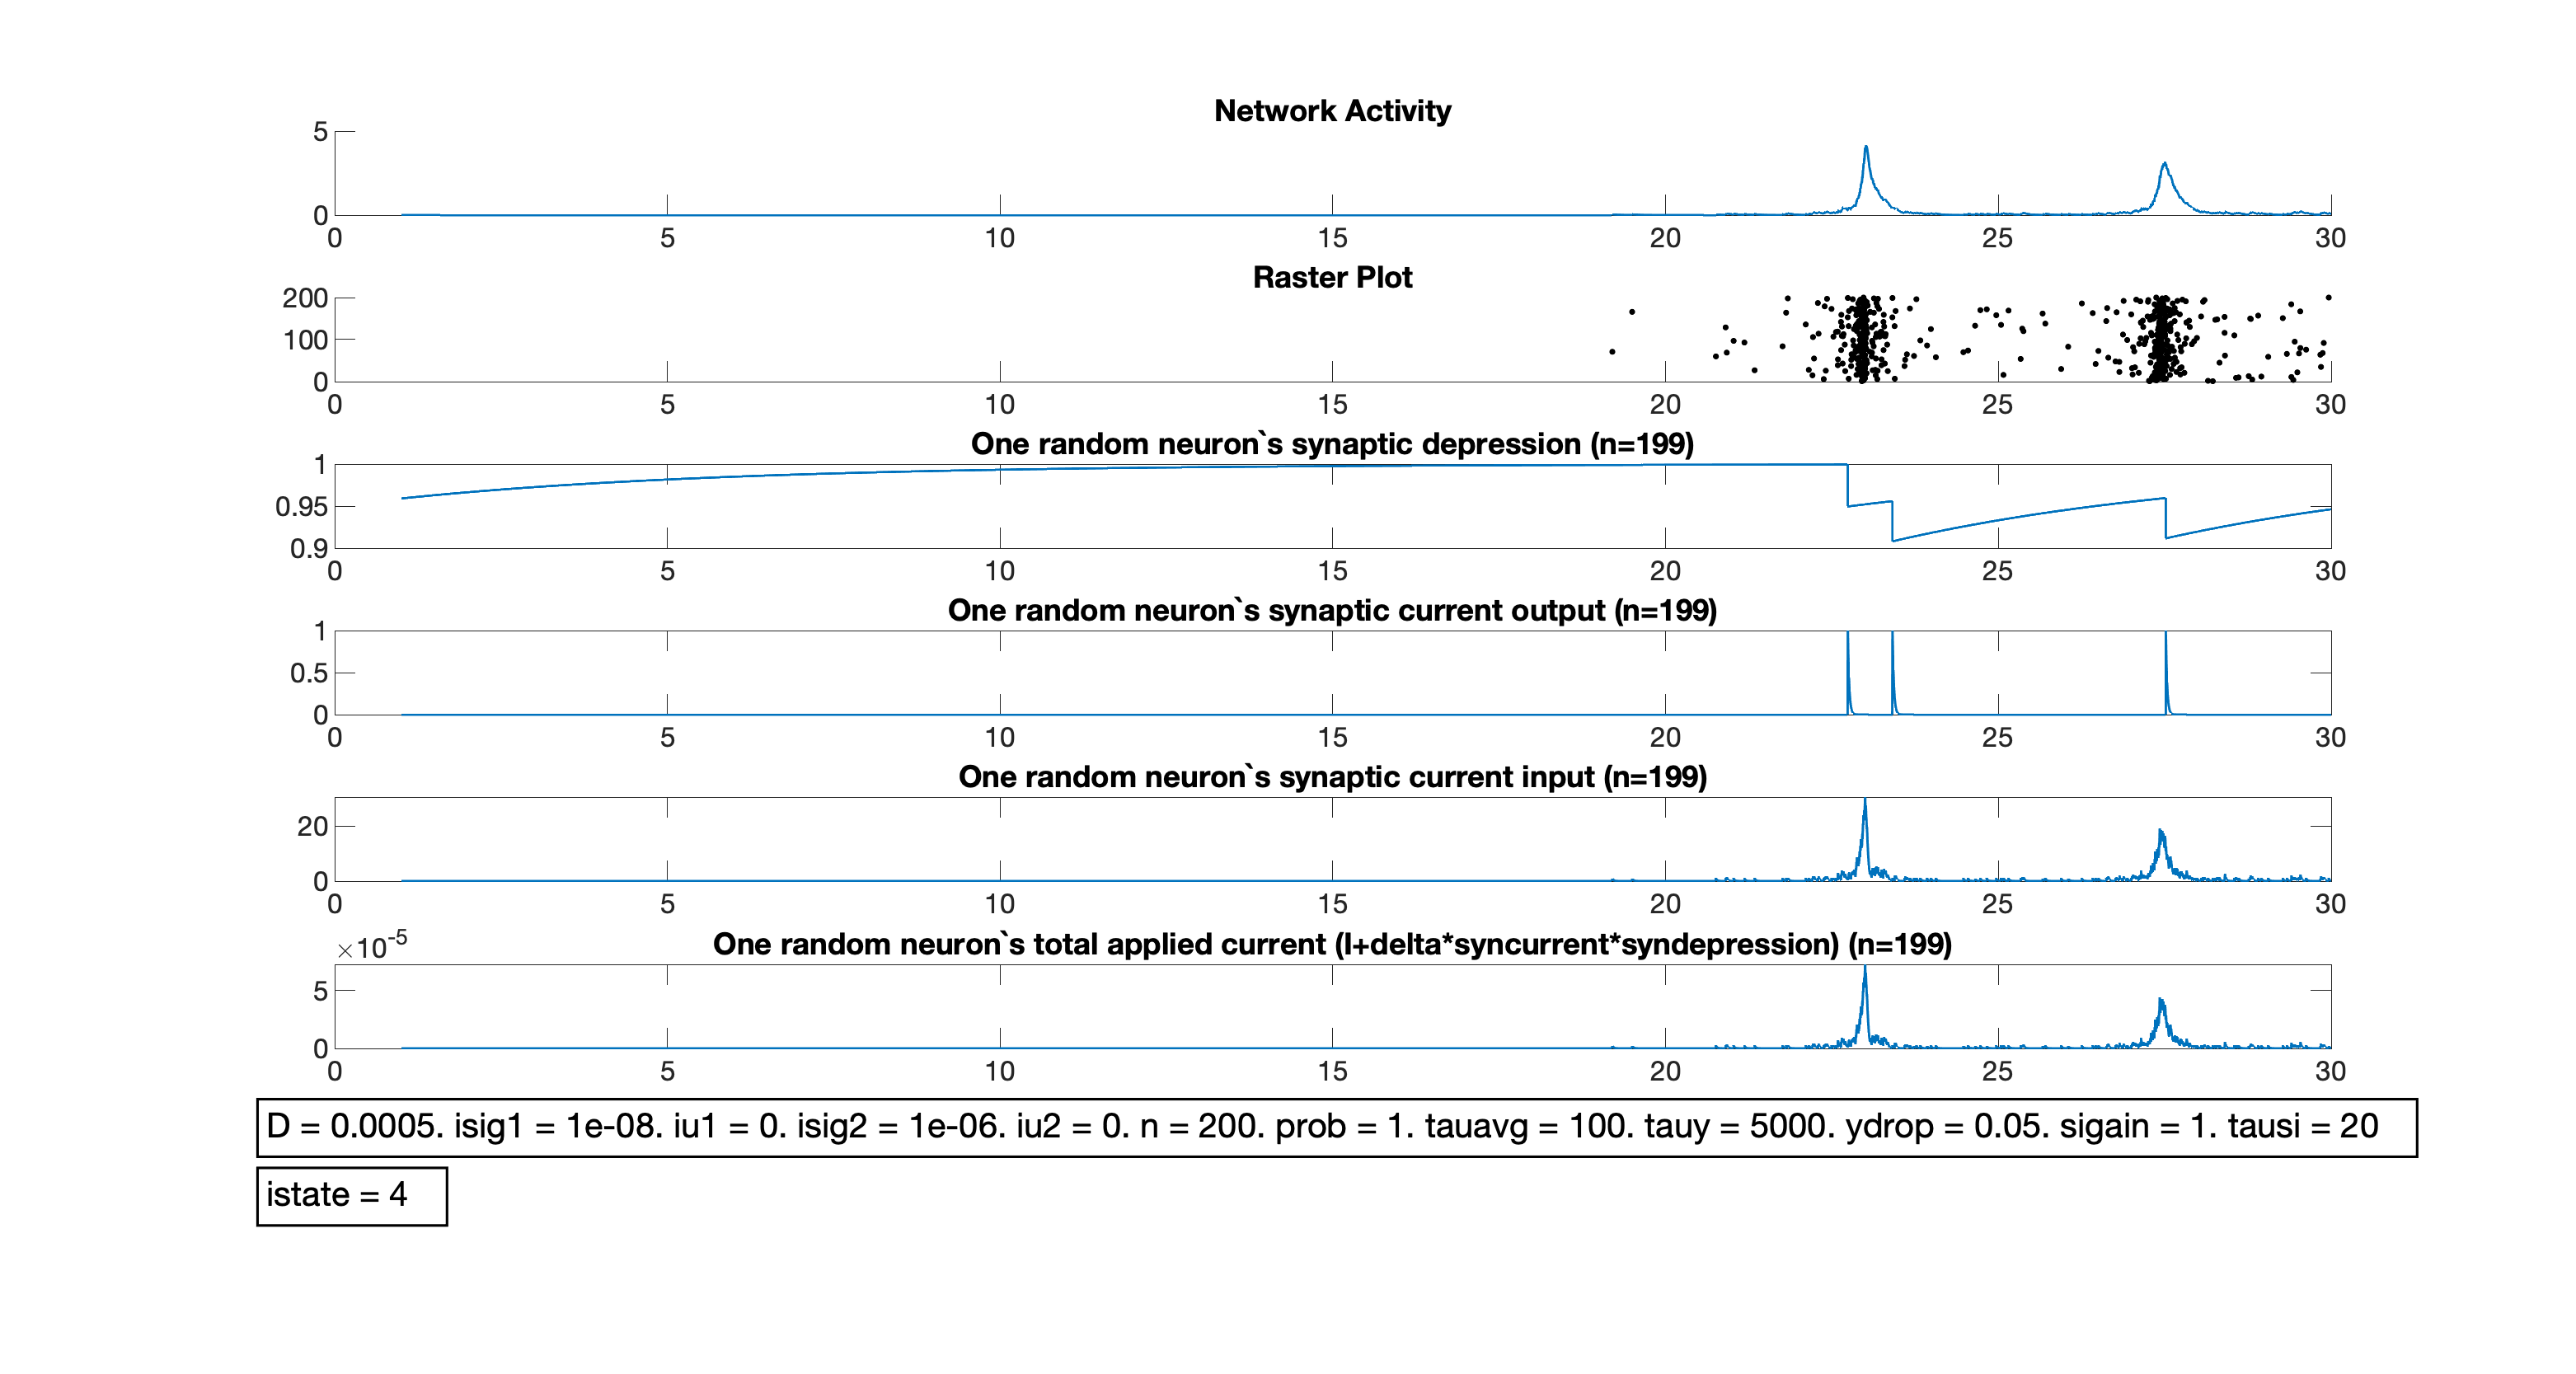 Network Activity
5
0
0 5 10 15 20 25 30
Raster Plot
200
100
0
0 5 10 15 20 25 30
One random neuron`s synaptic depression (n=199)
1
0.95
0.9
0 5 10 15 20 25 30
One random neuron`s synaptic current output (n=199)
1
0.5
0
0 5 10 15 20 25 30
One random neuron`s synaptic current input (n=199)
20
0
0 5 10 15 20 25 30
×10-5
One random neuron`s total applied current (I+delta*syncurrent*syndepression) (n=199)
5
0
0 5 10 15 20 25 30
D = 0.0005. isig1 = 1e-08. iu1 = 0. isig2 = 1e-06. iu2 = 0. n = 200. prob = 1. tauavg = 100. tauy = 5000. ydrop = 0.05. sigain = 1. tausi = 20
istate = 4